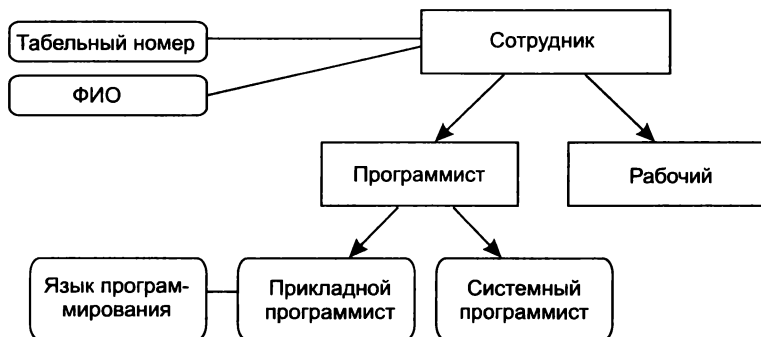 Табельный номер
Сотрудник
ФИО
Программист
Рабочий
Язык програм-
мирования
Прикладной
программист
Системный
программист